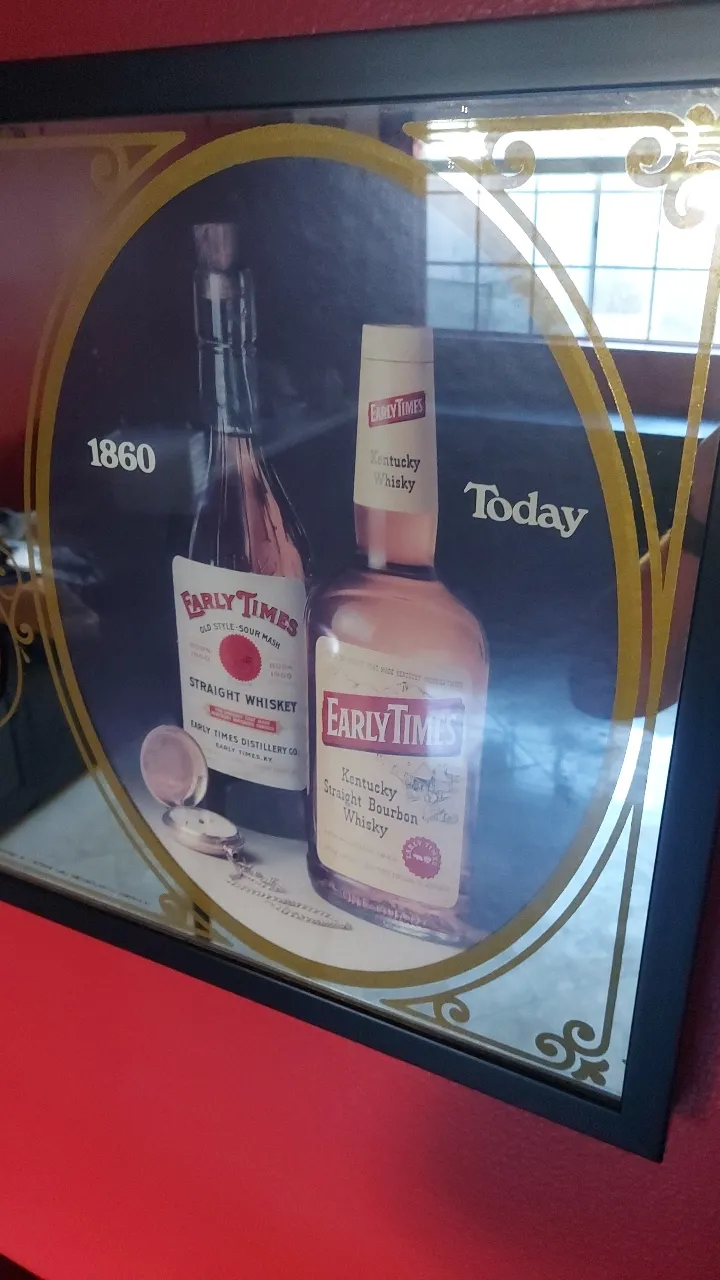 1860
Today
EARLY TIMES
Kentucky
Whisky
EARLY TIMES
OLD STYLE-SOUR MASH
STRAIGHT WHISKEY
EARLY TIMES DISTILLERY CO.
EARLY TIMES, KY.
EARLY TIMES
Kentucky
Straight Bourbon
Whisky